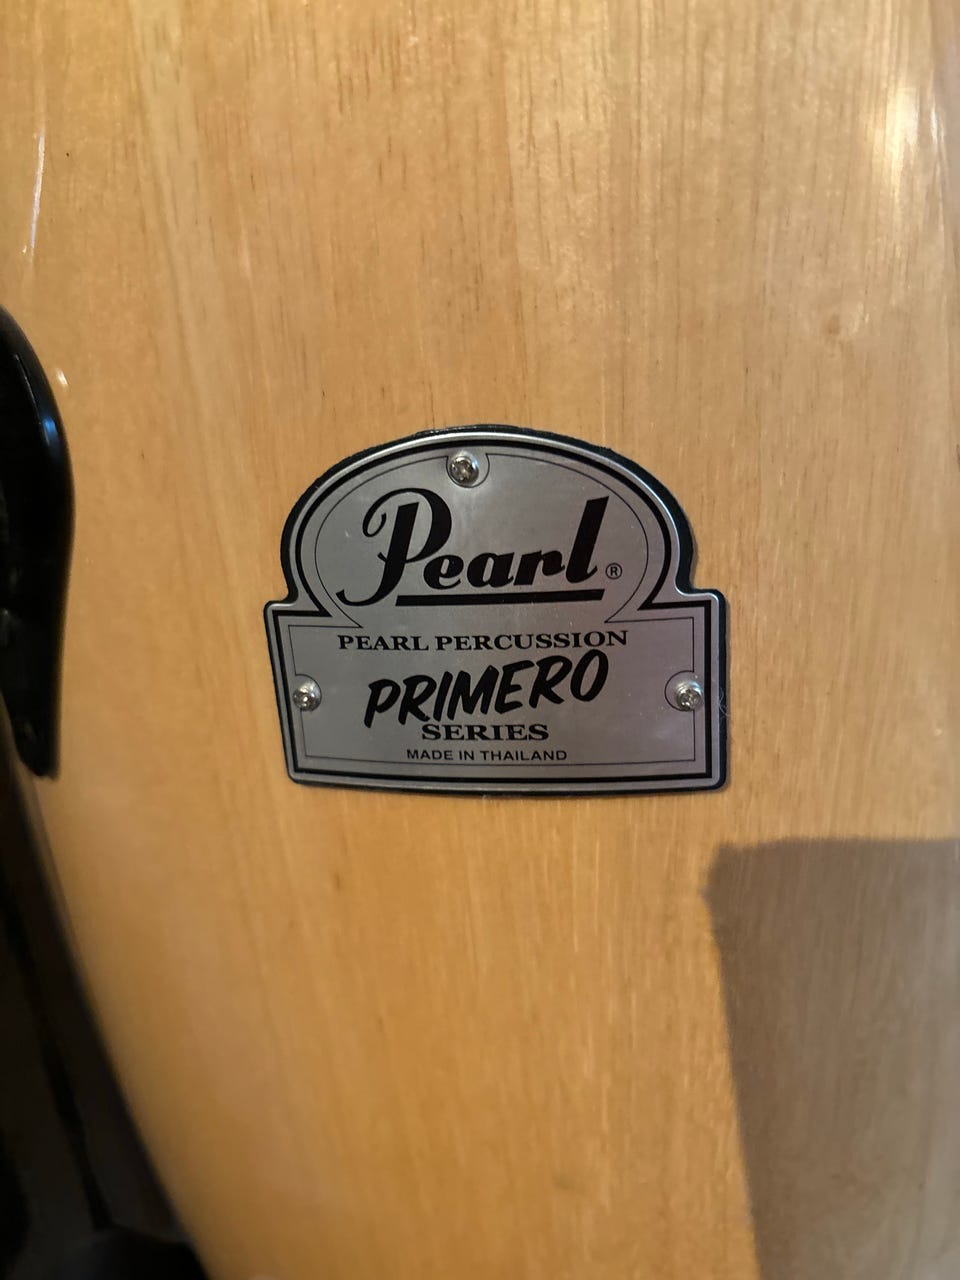 Pearl®
PEARL PERCUSSION
PRIMERO
SERIES
MADE IN THAILAND